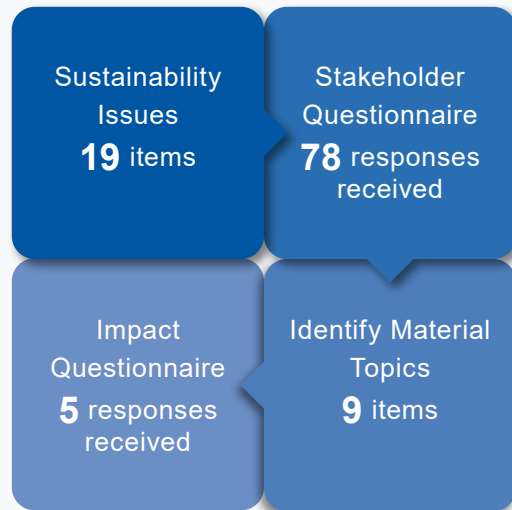 Sustainability
Issues
19 items
Stakeholder
Questionnaire
78 responses
received
Identify Material
Topics
9 items
Impact
Questionnaire
5 responses
received